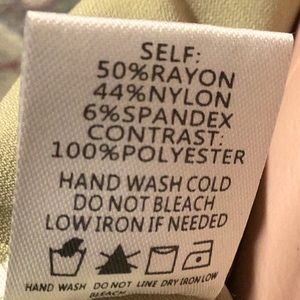 SELF:
50%RAYON
44%NYLON
6%SPANDEX
CONTRAST:
100%POLYESTER
HAND WASH COLD
DO NOT BLEACH
LOW IRON IF NEEDED
HAND WASH DO NOT LINE DRY IRON LOW
BLEACH